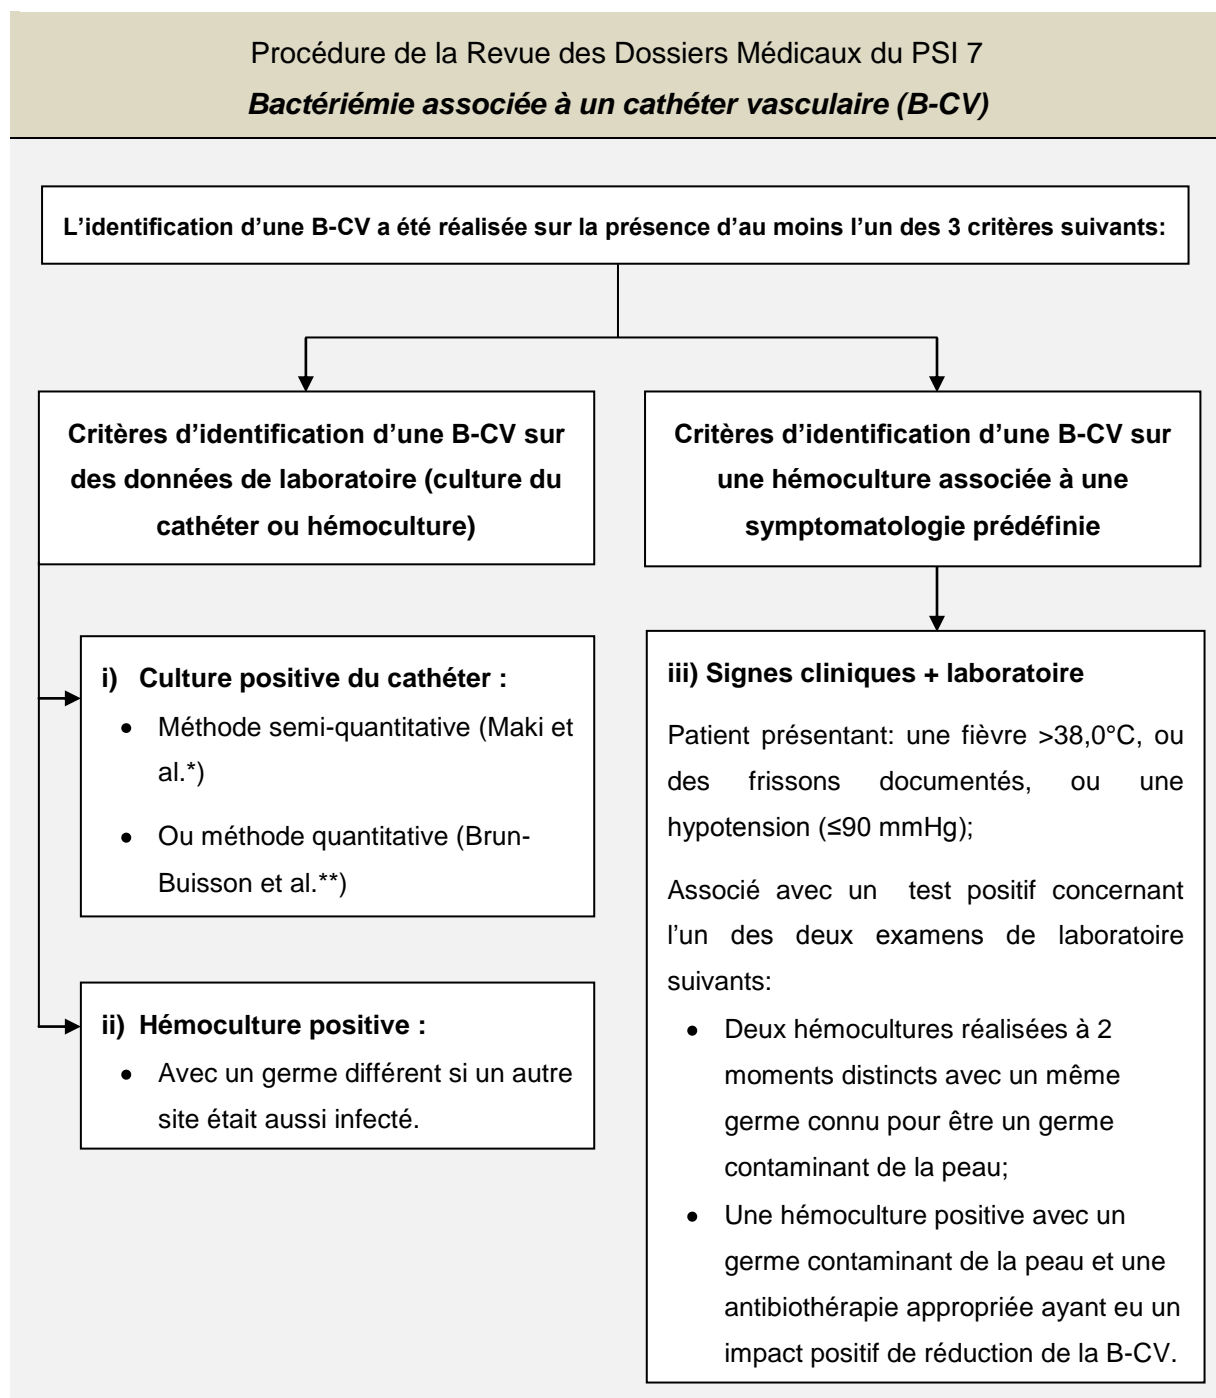 Procédure de la Revue des Dossiers Médicaux du PSI 7
Bactériémie associée à un cathéter vasculaire (B-CV)
L’identification d’une B-CV a été réalisée sur la présence d’au moins l’un des 3 critères suivants:
Critères d’identification d’une B-CV sur
des données de laboratoire (culture du
cathéter ou hémoculture)
i) Culture positive du cathéter :
• Méthode semi-quantitative (Maki et
al.*)
• Ou méthode quantitative (Brun-
Buisson et al.**)
ii) Hémoculture positive :
• Avec un germe différent si un autre
site était aussi infecté.
Critères d’identification d’une B-CV sur
une hémoculture associée à une
symptomatologie prédéfinie
iii) Signes cliniques + laboratoire
Patient présentant: une fièvre >38,0°C, ou
des frissons documentés, ou une
hypotension (≤90 mmHg);
Associé avec un test positif concernant
l’un des deux examens de laboratoire
suivants:
• Deux hémocultures réalisées à 2
moments distincts avec un même
germe connu pour être un germe
contaminant de la peau;
• Une hémoculture positive avec un
germe contaminant de la peau et une
antibiothérapie appropriée ayant eu un
impact positif de réduction de la B-CV.